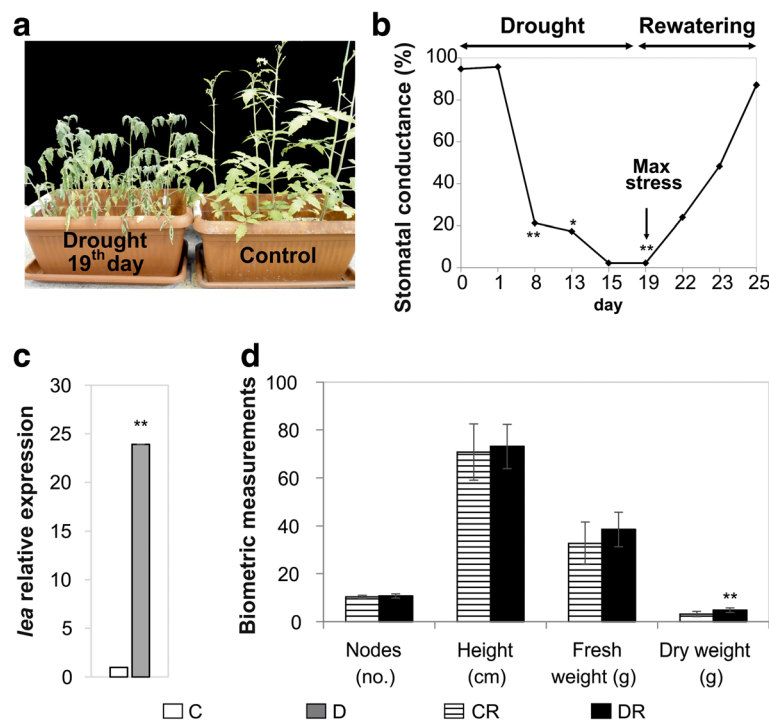 a
Drought
19th day
Control
b
Drought
Rewatering
Stomatal conductance (%)
100
80
60
40
20
0
**
*
Max
stress
**
0 1 8 13 15 19 22 23 25
day
c
lea relative expression
30
25
20
15
10
5
0
**
d
Biometric measurements
100
80
60
40
20
0
**
Nodes
(no.)
Height
(cm)
Fresh
weight (g)
Dry weight
(g)
C D CR DR